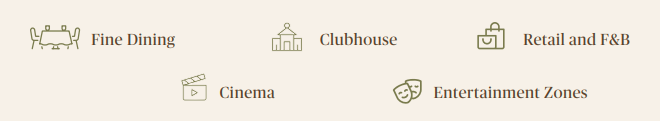 Fine Dining
Clubhouse
Retail and F&B
Cinema
Entertainment Zones